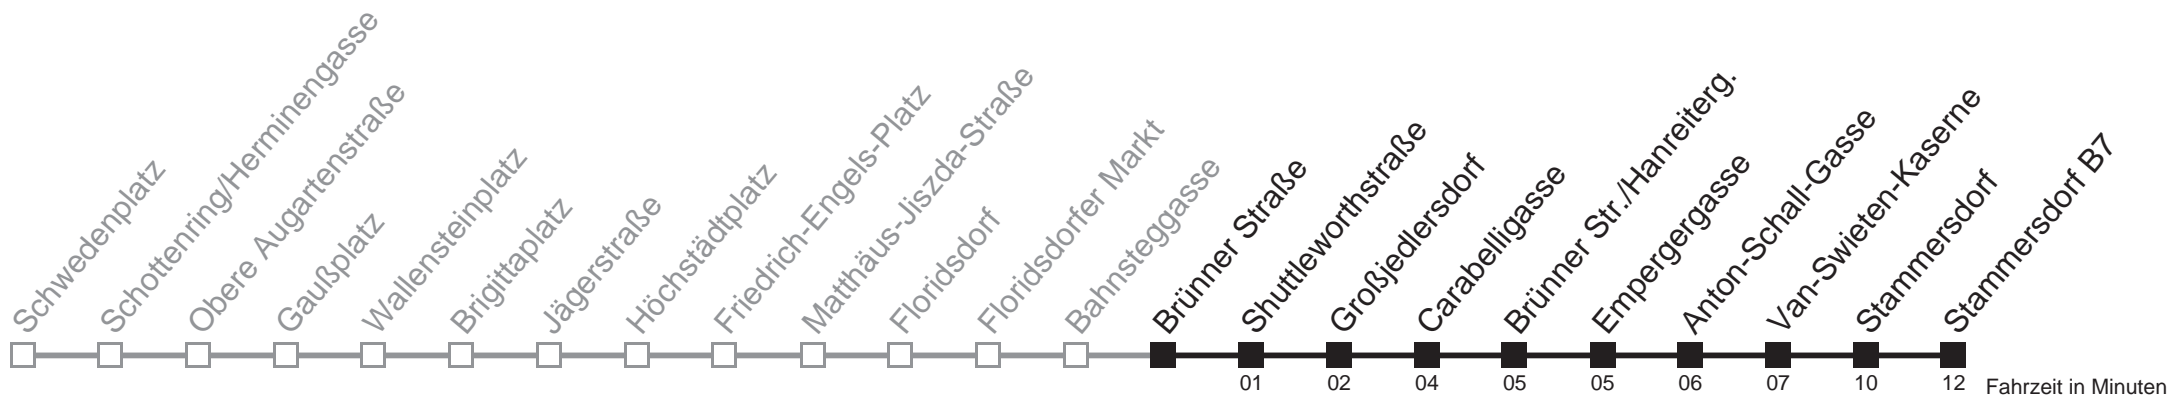 Schwedenplatz
Schottenring/Herminengasse
Obere Augartenstraße
Gaußplatz
Wallensteinplatz
Brigittaplatz
Jägerstraße
Höchstädtplatz
Friedrich-Engels-Platz
Matthäus-Jiszda-Straße
Floridsdorf
Floridsdorfer Markt
Bahnsteggasse
Brünner Straße
Shuttleworthstraße
Großjedlersdorf
Carabelligasse
Brünner Str./Hanreiterg.
Empergergasse
Anton-Schall-Gasse
Van-Swieten-Kaserne
Stammersdorf
Stammersdorf B7
01 02 04 05 05 06 07 10 12 Fahrzeit in Minuten